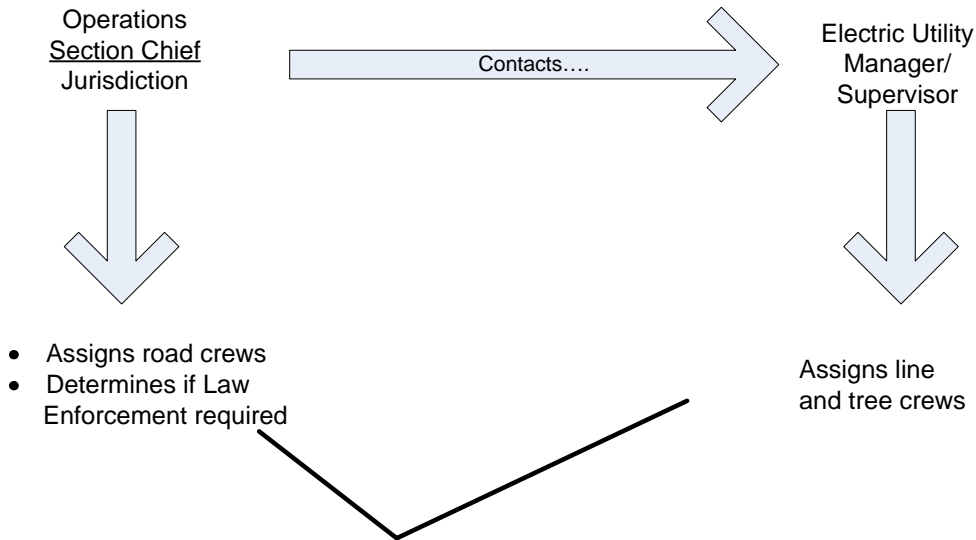 Operations
Section Chief
Jurisdiction
Contacts….
Electric Utility
Manager/
Supervisor
• Assigns road crews
• Determines if Law
Enforcement required
Assigns line
and tree crews